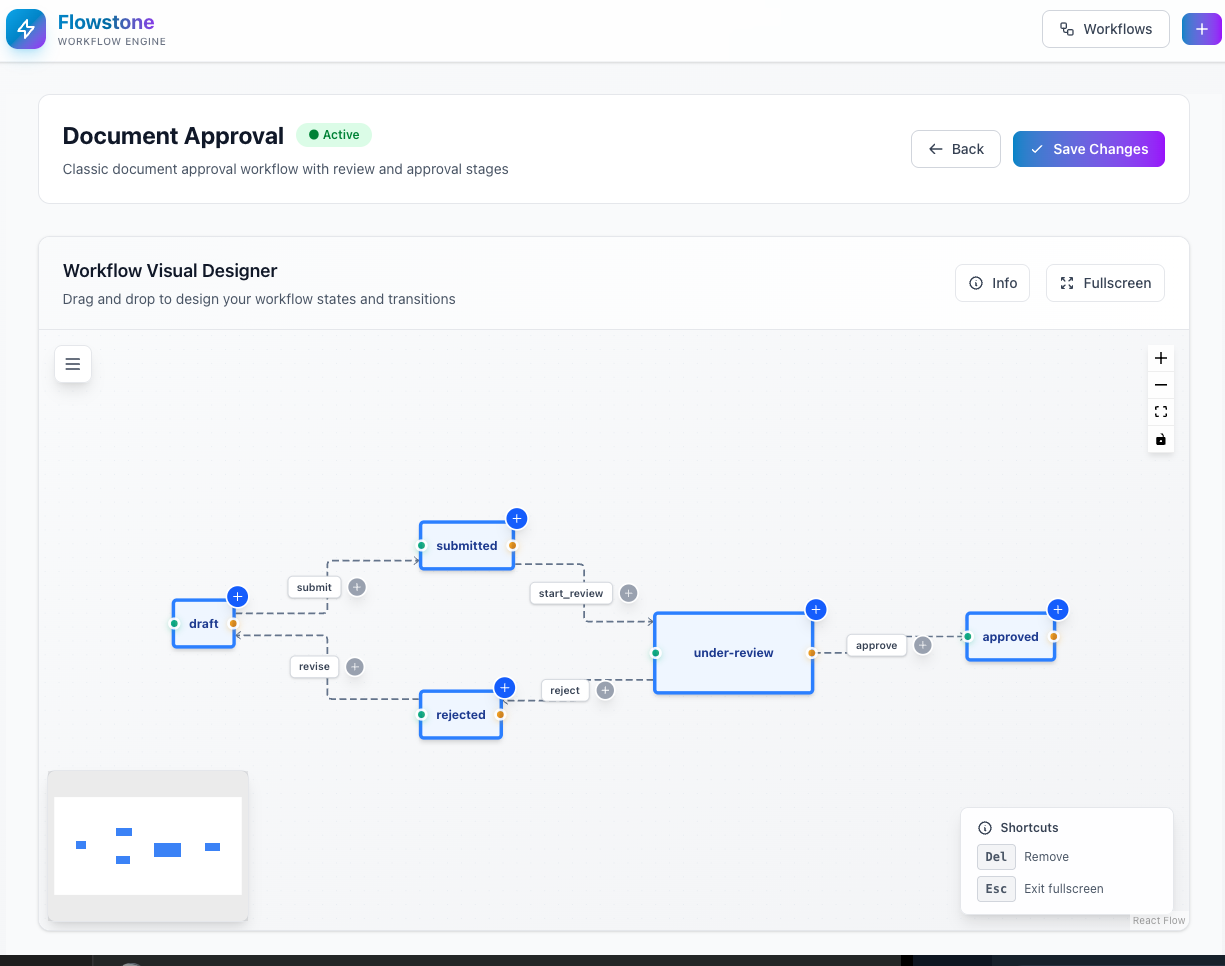 Flowstone
WORKFLOW ENGINE
Workflows
Document Approval
Active
Classic document approval workflow with review and approval stages
Back
Save Changes
Workflow Visual Designer
Drag and drop to design your workflow states and transitions
Info
Fullscreen
submitted
submit
start_review
draft
approved
approve
under-review
revise
reject
rejected
Shortcuts
Del Remove
Esc Exit fullscreen
React Flow